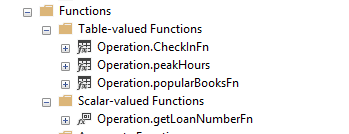 Functions
Table-valued Functions
Operation.CheckInFn
Operation.peakHours
Operation.popularBooksFn
Scalar-valued Functions
Operation.getLoanNumberFn